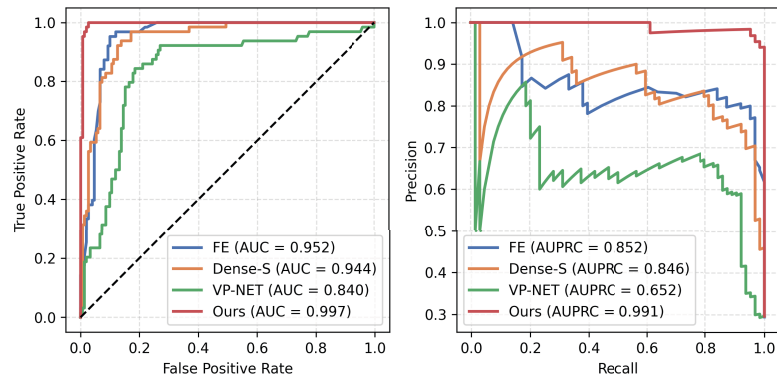 1.0
0.8
0.6
0.4
0.2
0.0
True Positive Rate
FE (AUC = 0.952)
Dense-S (AUC = 0.944)
VP-NET (AUC = 0.840)
Ours (AUC = 0.997)
0.0 0.2 0.4 0.6 0.8 1.0
False Positive Rate
1.0
0.9
0.8
0.7
0.6
0.5
0.4
0.3
Precision
FE (AUPRC = 0.852)
Dense-S (AUPRC = 0.846)
VP-NET (AUPRC = 0.652)
Ours (AUPRC = 0.991)
0.0 0.2 0.4 0.6 0.8 1.0
Recall